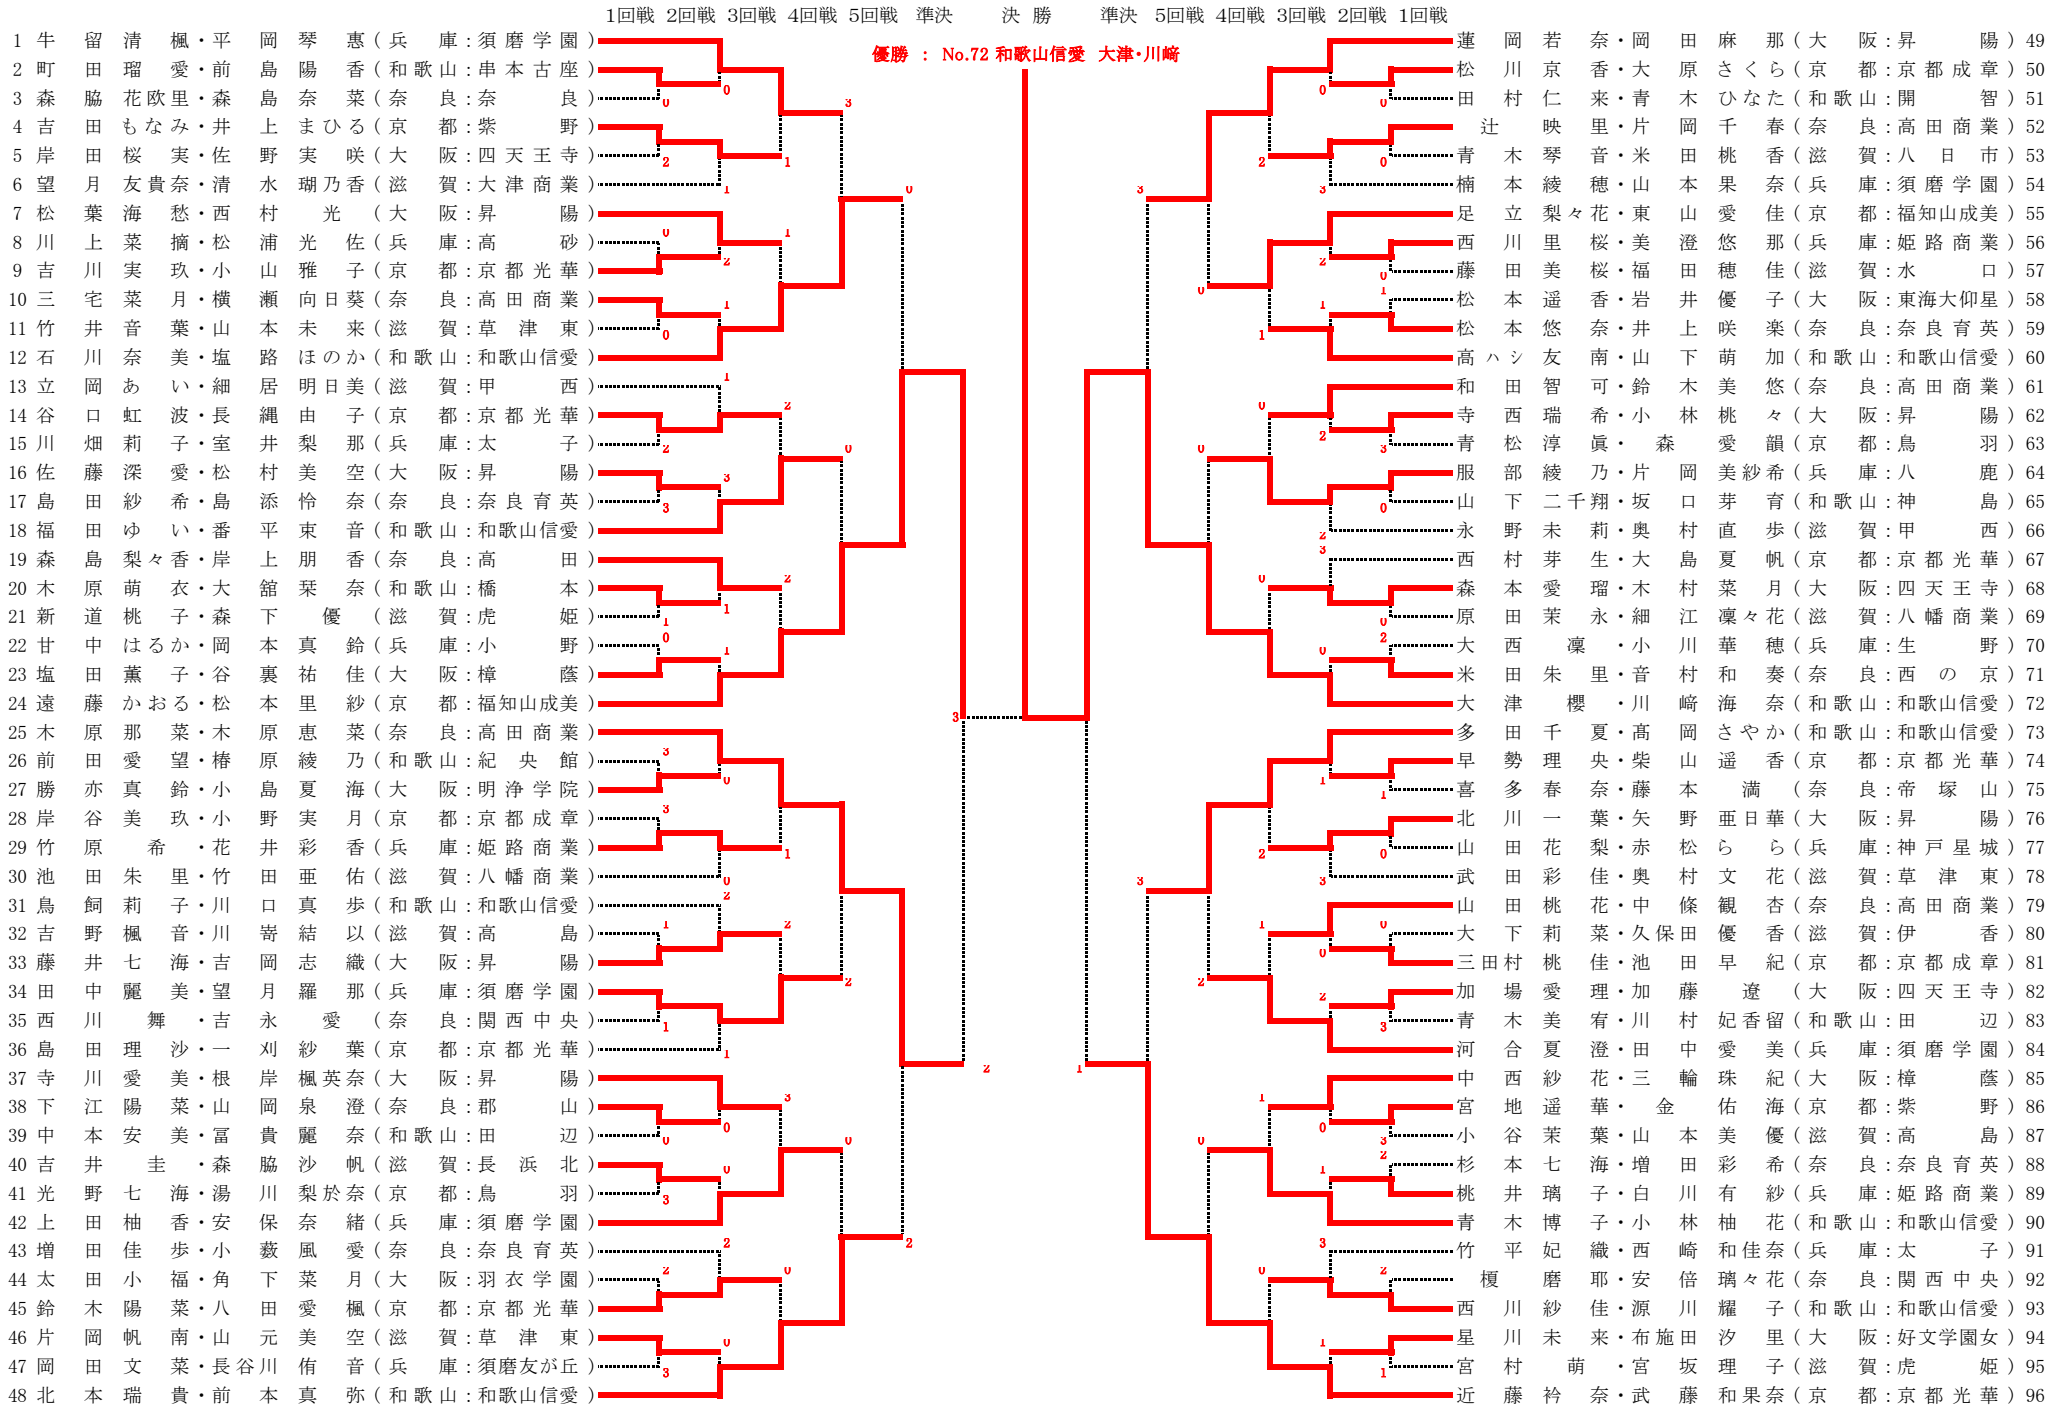 1回戦 2回戦 3回戦 4回戦 5回戦 準決 決勝 準決 5回戦 4回戦 3回戦 2回戦 1回戦
優勝 : No.72 和歌山信愛 大津・川﨑
1 牛留清楓・平岡琴惠(兵庫:須磨学園)
2 町田瑠愛・前島陽香(和歌山:串本古座)
3 森脇花欧里・森島奈菜(奈良:奈良)
4 吉田もなみ・井上まひる(京都:紫野)
5 岸田桜実・佐野実咲(大阪:四天王寺)
6 望月友貴奈・清水瑚乃香(滋賀:大津商業)
7 松葉海愁・西村光(大阪:昇陽)
8 川上菜摘・松浦光佐(兵庫:高砂)
9 吉川実玖・小山雅子(京都:京都光華)
10 三宅菜月・横瀬向日葵(奈良:高田商業)
11 竹井音葉・山本未来(滋賀:草津東)
12 石川奈美・塩路ほのか(和歌山:和歌山信愛)
13 立岡あい・細居明日美(滋賀:甲西)
14 谷口虹波・長縄由子(京都:京都光華)
15 川畑莉子・室井梨那(兵庫:太子)
16 佐藤深愛・松村美空(大阪:昇陽)
17 島田紗希・島添怜奈(奈良:奈良育英)
18 福田ゆい・番平束音(和歌山:和歌山信愛)
19 森島梨々香・岸上朋香(奈良:高田)
20 木原萌衣・大舘栞奈(和歌山:橋本)
21 新道桃子・森下優(滋賀:虎姫)
22 甘中はるか・岡本真鈴(兵庫:小野)
23 塩田薫子・谷裏祐佳(大阪:樟蔭)
24 遠藤かおる・松本里紗(京都:福知山成美)
25 木原那菜・木原恵菜(奈良:高田商業)
26 前田愛望・椿原綾乃(和歌山:紀央館)
27 勝亦真鈴・小島夏海(大阪:明浄学院)
28 岸谷美玖・小野実月(京都:京都成章)
29 竹原希・花井彩香(兵庫:姫路商業)
30 池田朱里・竹田亜佑(滋賀:八幡商業)
31 鳥飼莉子・川口真歩(和歌山:和歌山信愛)
32 吉野楓音・川嵜結以(滋賀:高島)
33 藤井七海・吉岡志織(大阪:昇陽)
34 田中麗美・望月羅那(兵庫:須磨学園)
35 西川舞・吉永愛(奈良:関西中央)
36 島田理沙・一刈紗葉(京都:京都光華)
37 寺川愛美・根岸楓英奈(大阪:昇陽)
38 下江陽菜・山岡泉澄(奈良:郡山)
39 中本安美・冨貴麗奈(和歌山:田辺)
40 吉井圭・森脇沙帆(滋賀:長浜北)
41 光野七海・湯川梨於奈(京都:鳥羽)
42 上田柚香・安保奈緒(兵庫:須磨学園)
43 増田佳歩・小薮風愛(奈良:奈良育英)
44 太田小福・角下菜月(大阪:羽衣学園)
45 鈴木陽菜・八田愛楓(京都:京都光華)
46 片岡帆南・山元美空(滋賀:草津東)
47 岡田文菜・長谷川侑音(兵庫:須磨友が丘)
48 北本瑞貴・前本真弥(和歌山:和歌山信愛)
蓮岡若奈・岡田麻那(大阪:昇陽) 49
松川京香・大原さくら(京都:京都成章) 50
田村仁来・青木ひなた(和歌山:開智) 51
辻映里・片岡千春(奈良:高田商業) 52
青木琴音・米田桃香(滋賀:八日市) 53
楠本綾穂・山本果奈(兵庫:須磨学園) 54
足立梨々花・東山愛佳(京都:福知山成美) 55
西川里桜・美澄悠那(兵庫:姫路商業) 56
藤田美桜・福田穂佳(滋賀:水口) 57
松本遥香・岩井優子(大阪:東海大仰星) 58
松本悠奈・井上咲楽(奈良:奈良育英) 59
高ハシ友南・山下萌加(和歌山:和歌山信愛) 60
和田智可・鈴木美悠(奈良:高田商業) 61
寺西瑞希・小林桃々(大阪:昇陽) 62
青松淳眞・森愛韻(京都:鳥羽) 63
服部綾乃・片岡美紗希(兵庫:八鹿) 64
山下二千翔・坂口芽育(和歌山:神島) 65
永野未莉・奥村直歩(滋賀:甲西) 66
西村芽生・大島夏帆(京都:京都光華) 67
森本愛瑠・木村菜月(大阪:四天王寺) 68
原田茉永・細江凜々花(滋賀:八幡商業) 69
大西凜・小川華穂(兵庫:生野) 70
米田朱里・音村和奏(奈良:西の京) 71
大津櫻・川﨑海奈(和歌山:和歌山信愛) 72
多田千夏・髙岡さやか(和歌山:和歌山信愛) 73
早勢理央・柴山遥香(京都:京都光華) 74
喜多春奈・藤本満(奈良:帝塚山) 75
北川一葉・矢野亜日華(大阪:昇陽) 76
山田花梨・赤松らら(兵庫:神戸星城) 77
武田彩佳・奥村文花(滋賀:草津東) 78
山田桃花・中條観杏(奈良:高田商業) 79
大下莉菜・久保田優香(滋賀:伊香) 80
三田村桃佳・池田早紀(京都:京都成章) 81
加場愛理・加藤遼(大阪:四天王寺) 82
青木美有・川村妃香留(和歌山:田辺) 83
河合夏澄・田中愛美(兵庫:須磨学園) 84
中西紗花・三輪珠紀(大阪:樟蔭) 85
宮地遥華・金佑海(京都:紫野) 86
小谷茉葉・山本美優(滋賀:高島) 87
杉本七海・増田彩希(奈良:奈良育英) 88
桃井璃子・白川有紗(兵庫:姫路商業) 89
青木博子・小林柚花(和歌山:和歌山信愛) 90
竹平妃織・西崎和佳奈(兵庫:太子) 91
榎磨耶・安倍璃々花(奈良:関西中央) 92
西川紗佳・源川耀子(和歌山:和歌山信愛) 93
星川未来・布施田汐里(大阪:好文学園女) 94
宮村萌・宮坂理子(滋賀:虎姫) 95
近藤衿奈・武藤和果奈(京都:京都光華) 96